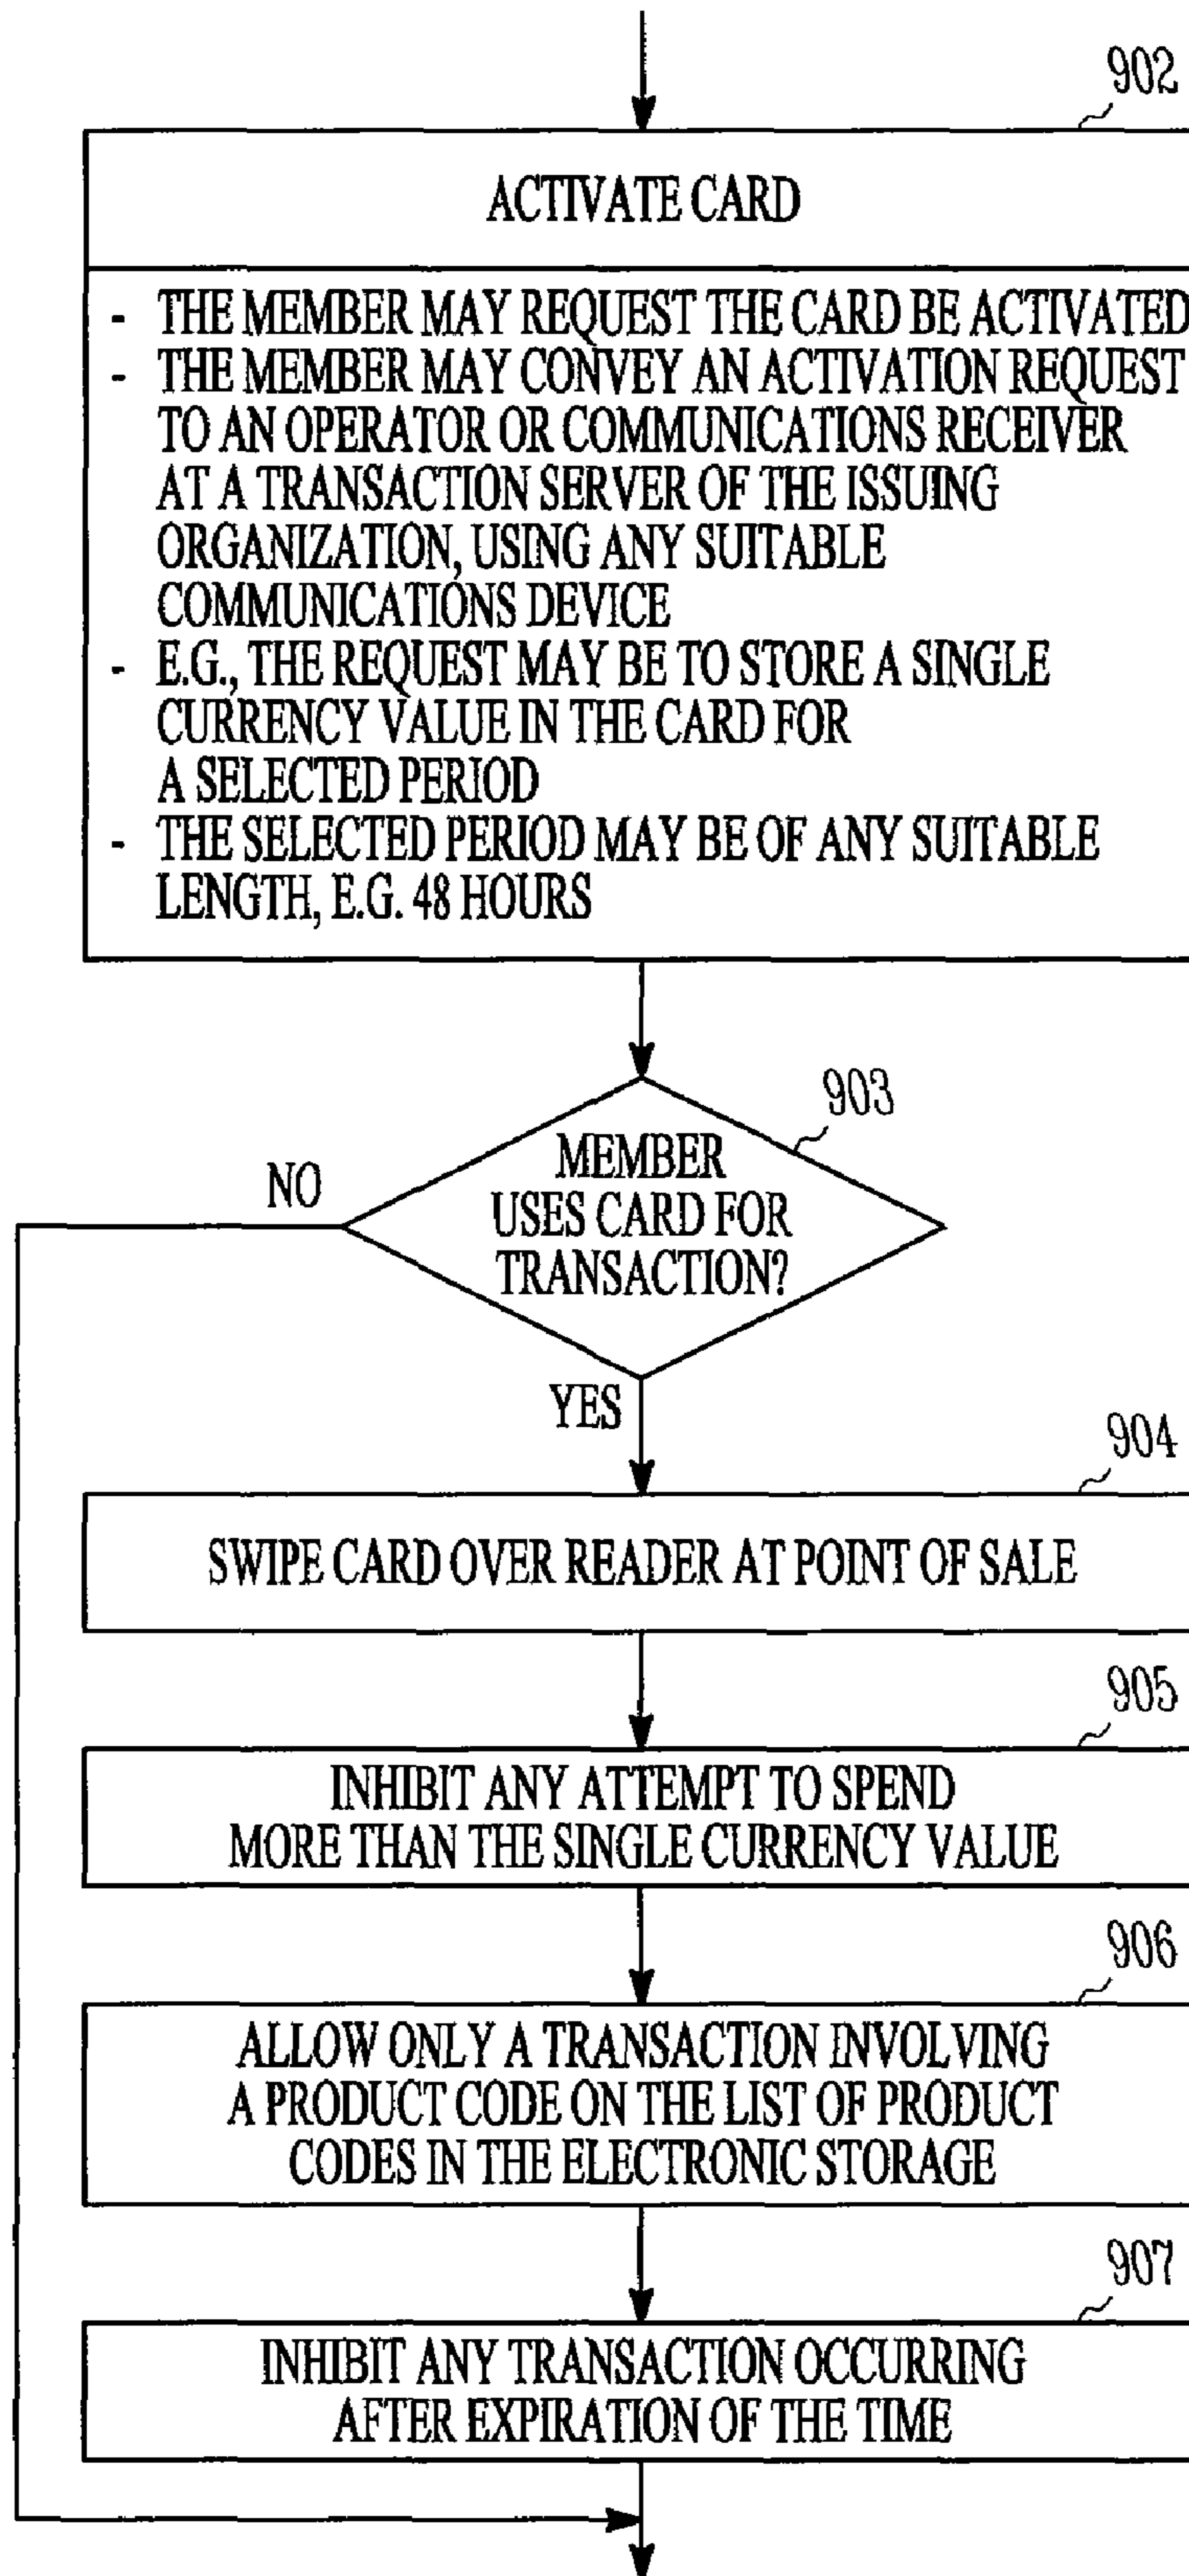 902
ACTIVATE CARD
- THE MEMBER MAY REQUEST THE CARD BE ACTIVATED
- THE MEMBER MAY CONVEY AN ACTIVATION REQUEST
TO AN OPERATOR OR COMMUNICATIONS RECEIVER
AT A TRANSACTION SERVER OF THE ISSUING
ORGANIZATION, USING ANY SUITABLE
COMMUNICATIONS DEVICE
- E.G., THE REQUEST MAY BE TO STORE A SINGLE
CURRENCY VALUE IN THE CARD FOR
A SELECTED PERIOD
- THE SELECTED PERIOD MAY BE OF ANY SUITABLE
LENGTH, E.G. 48 HOURS
903
NO
MEMBER
USES CARD FOR
TRANSACTION?
YES
904
SWIPE CARD OVER READER AT POINT OF SALE
905
INHIBIT ANY ATTEMPT TO SPEND
MORE THAN THE SINGLE CURRENCY VALUE
906
ALLOW ONLY A TRANSACTION INVOLVING
A PRODUCT CODE ON THE LIST OF PRODUCT
CODES IN THE ELECTRONIC STORAGE
907
INHIBIT ANY TRANSACTION OCCURRING
AFTER EXPIRATION OF THE TIME